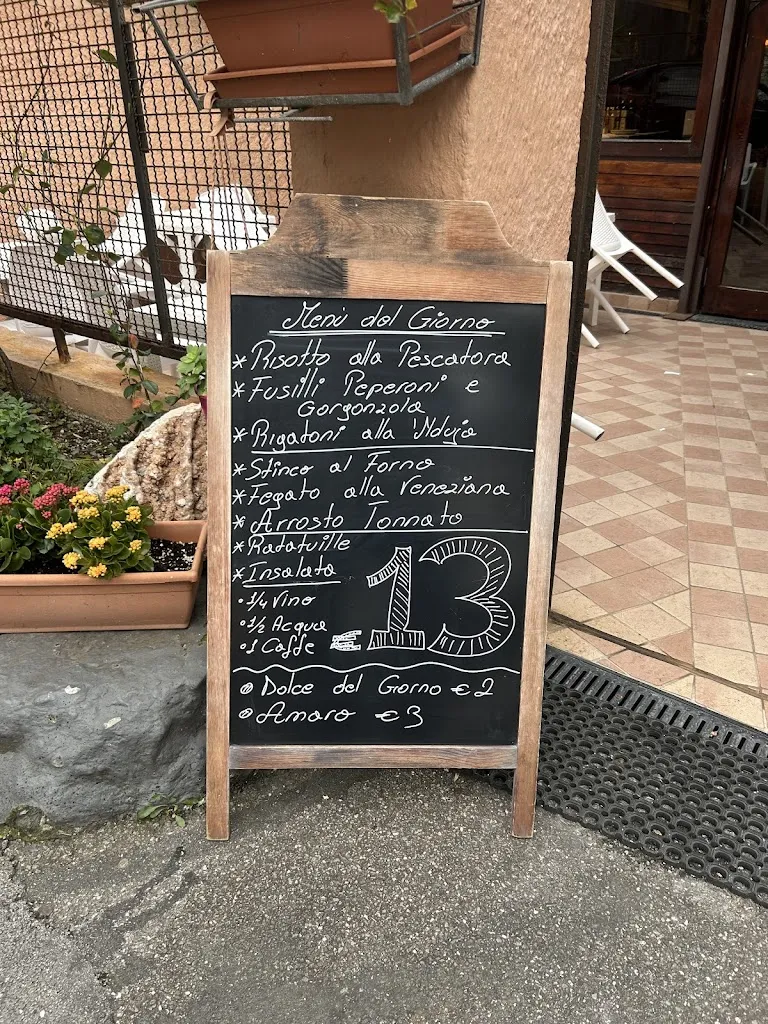 Menù del Giorno
* Risotto alla Pescatora
* Fusilli Peperoni e
Gorgonzola
* Rigatoni alla 'Nduja
* Stinco al Forno
* Fegato alla Veneziana
* Arrosto Tonnato
* Ratatuille
* Insalata
• 1/4 Vino
• 1/2 Acqua
• 1 Caffe
€ 13
Dolce del Giorno € 2
Amaro € 3